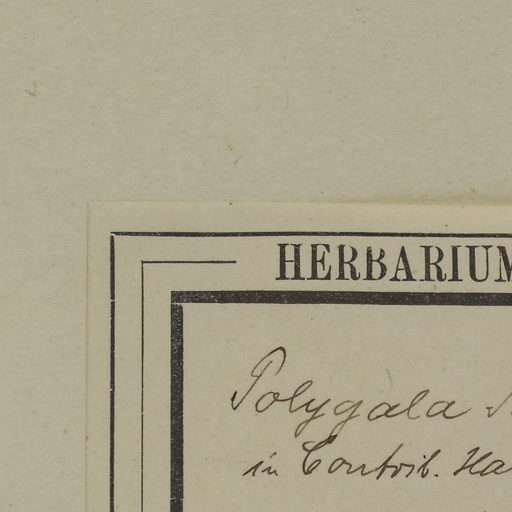 HERBARIUM
Polygala
in Contrib.